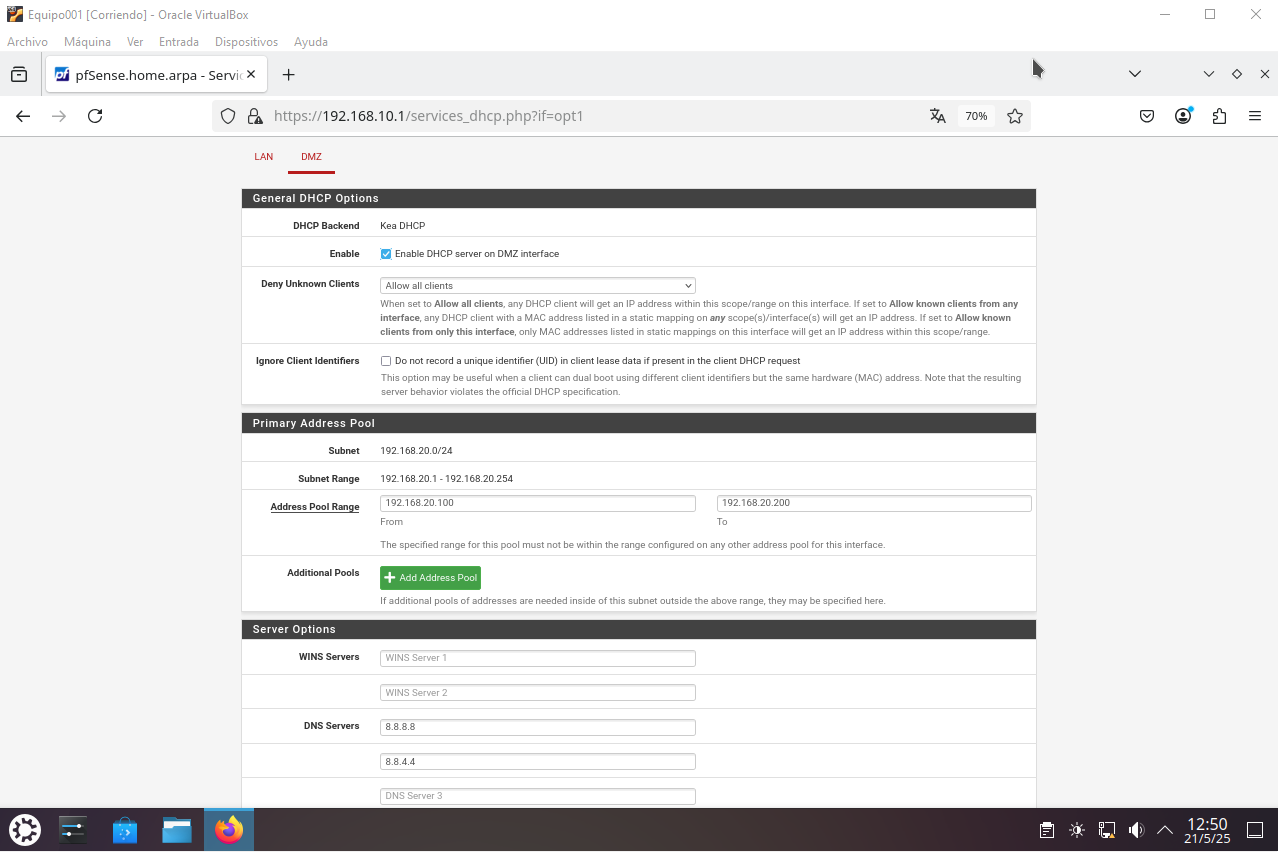 Equipo001 [Corriendo] - Oracle VirtualBox
Archivo Máquina Ver Entrada Dispositivos Ayuda
pfSense.home.arpa - Servic
https://192.168.10.1/services_dhcp.php?if=opt1
70%
LAN DMZ
General DHCP Options
DHCP Backend Kea DHCP
Enable Enable DHCP server on DMZ interface
Deny Unknown Clients Allow all clients
When set to Allow all clients, any DHCP client will get an IP address within this scope/range on this interface. If set to Allow known clients from any
interface, any DHCP client with a MAC address listed in a static mapping on any scope(s)/interface(s) will get an IP address. If set to Allow known
clients from only this interface, only MAC addresses listed in static mappings on this interface will get an IP address within this scope/range.
Ignore Client Identifiers Do not record a unique identifier (UID) in client lease data if present in the client DHCP request
This option may be useful when a client can dual boot using different client identifiers but the same hardware (MAC) address. Note that the resulting
server behavior violates the official DHCP specification.
Primary Address Pool
Subnet 192.168.20.0/24
Subnet Range 192.168.20.1 - 192.168.20.254
Address Pool Range 192.168.20.100 192.168.20.200
From To
The specified range for this pool must not be within the range configured on any other address pool for this interface.
Additional Pools Add Address Pool
If additional pools of addresses are needed inside of this subnet outside the above range, they may be specified here.
Server Options
WINS Servers WINS Server 1
WINS Server 2
DNS Servers 8.8.8.8
8.8.4.4
DNS Server 3
12:50
21/5/25